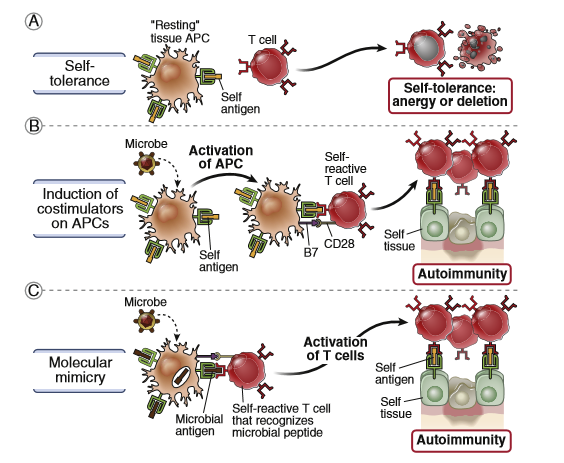 A
"Resting"
tissue APC
T cell
Self-
tolerance
Self
antigen
Self-tolerance:
anergy or deletion
B
Microbe
Activation
of APC
Self-
reactive
T cell
Induction of
costimulators
on APCs
Self
antigen
B7
CD28
Self
tissue
Autoimmunity
C
Microbe
Activation
of T cells
Molecular
mimicry
Self
antigen
Self
tissue
Microbial
antigen
Self-reactive T cell
that recognizes
microbial peptide
Autoimmunity